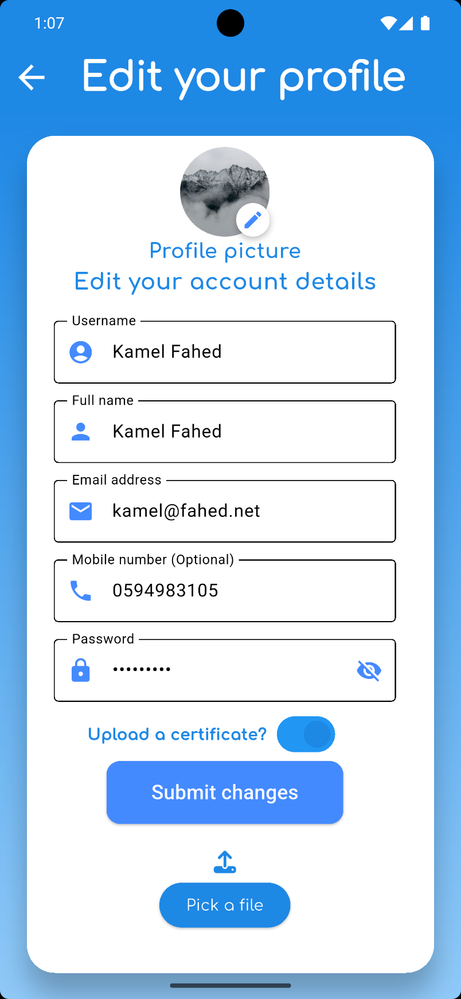 1:07
Edit your profile
Profile picture
Edit your account details
Username
Kamel Fahed
Full name
Kamel Fahed
Email address
kamel@fahed.net
Mobile number (Optional)
0594983105
Password
•••••••••
Upload a certificate?
Submit changes
Pick a file